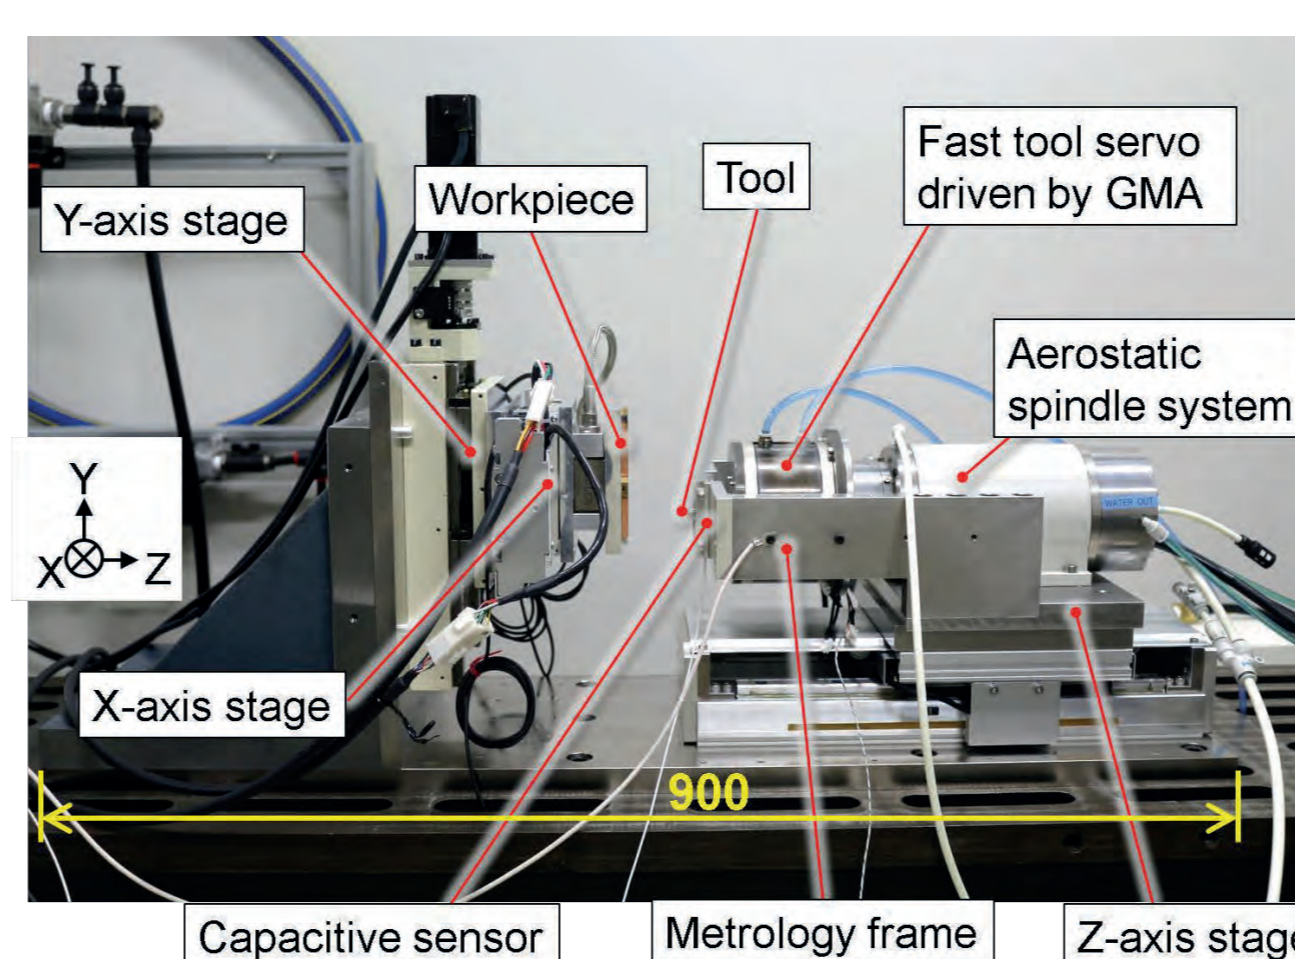 Fast tool servo
driven by GMA
Tool
Workpiece
Y-axis stage
Aerostatic
spindle system
WATER OUT
Y
X
Z
X-axis stage
900
Capacitive sensor
Metrology frame
Z-axis stage